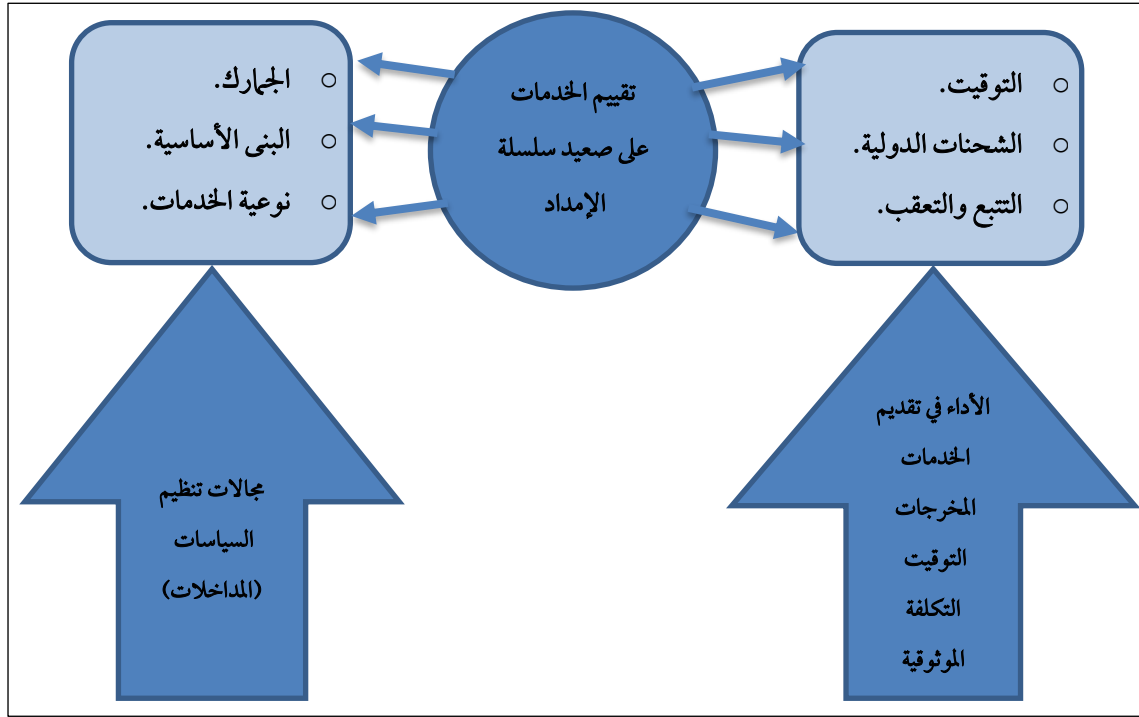 التوقيت.
الشحنات الدولية.
التتبع والتعقب.
تقييم الخدمات
على صعيد سلسلة
الإمداد
الجمارك.
البنى الأساسية.
نوعية الخدمات.
الأداء في تقديم
الخدمات
المخرجات
التوقيت
التكلفة
الموثوقية
مجالات تنظيم
السياسات
(المداخلات)